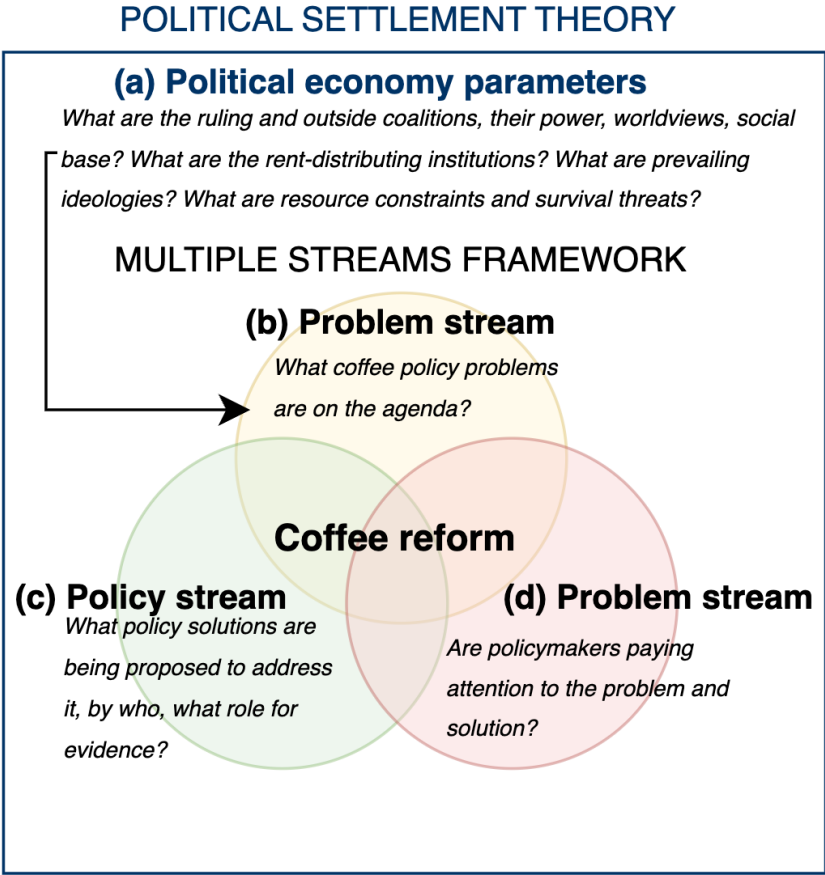 POLITICAL SETTLEMENT THEORY
(a) Political economy parameters
What are the ruling and outside coalitions, their power, worldviews, social
base? What are the rent-distributing institutions? What are prevailing
ideologies? What are resource constraints and survival threats?
MULTIPLE STREAMS FRAMEWORK
(b) Problem stream
What coffee policy problems
are on the agenda?
Coffee reform
(c) Policy stream
What policy solutions are
being proposed to address
it, by who, what role for
evidence?
(d) Problem stream
Are policymakers paying
attention to the problem and
solution?